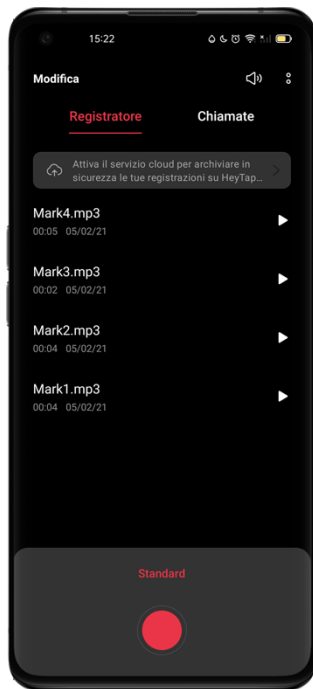 15:22
Modifica
Registratore Chiamate
Attiva il servizio cloud per archiviare in
sicurezza le tue registrazioni su HeyTap...
Mark4.mp3
00:05 05/02/21
Mark3.mp3
00:02 05/02/21
Mark2.mp3
00:04 05/02/21
Mark1.mp3
00:04 05/02/21
Standard